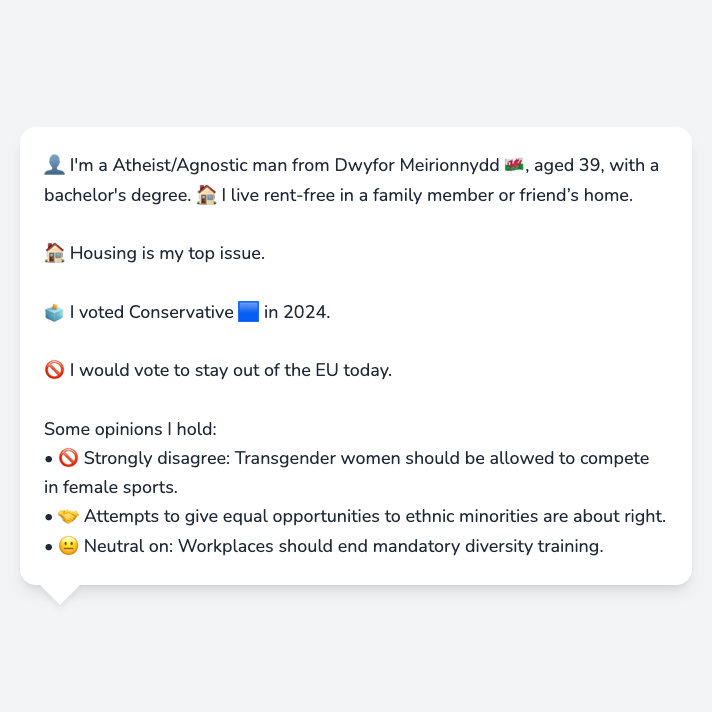 👤 I'm a Atheist/Agnostic man from Dwyfor Meirionnydd 🏴󠁧󠁢󠁷󠁬󠁳󠁿, aged 39, with a
bachelor's degree. 🏠 I live rent-free in a family member or friend’s home.
🏠 Housing is my top issue.
🗳️ I voted Conservative 🟦 in 2024.
🚫 I would vote to stay out of the EU today.
Some opinions I hold:
• 🚫 Strongly disagree: Transgender women should be allowed to compete
in female sports.
• 🤝 Attempts to give equal opportunities to ethnic minorities are about right.
• 😐 Neutral on: Workplaces should end mandatory diversity training.